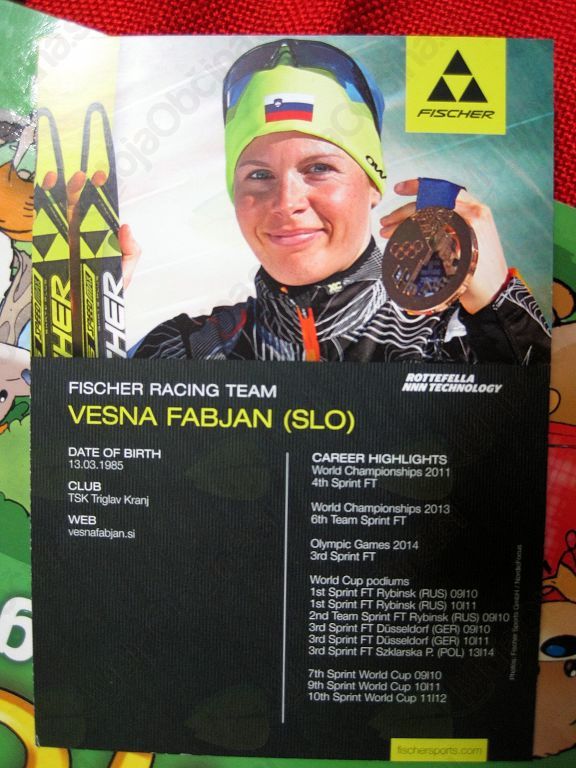 FISCHER
FISCHER RACING TEAM
VESNA FABJAN (SLO)
ROTTEFELLA
NNN TECHNOLOGY
DATE OF BIRTH
13.03.1985
CLUB
TSK Triglav Kranj
WEB
vesnafabjan.si
CAREER HIGHLIGHTS
World Championships 2011
4th Sprint FT
World Championships 2013
6th Team Sprint FT
Olympic Games 2014
3rd Sprint FT
World Cup podiums
1st Sprint FT Rybinsk (RUS) 09|10
1st Sprint FT Rybinsk (RUS) 10|11
2nd Team Sprint FT Rybinsk (RUS) 09|10
3rd Sprint FT Düsseldorf (GER) 09|10
3rd Sprint FT Düsseldorf (GER) 10|11
3rd Sprint FT Szklarska P. (POL) 13|14
7th Sprint World Cup 09|10
9th Sprint World Cup 10|11
10th Sprint World Cup 11|12
Photos: Fischer Sports GmbH / NordicFocus
fischersports.com